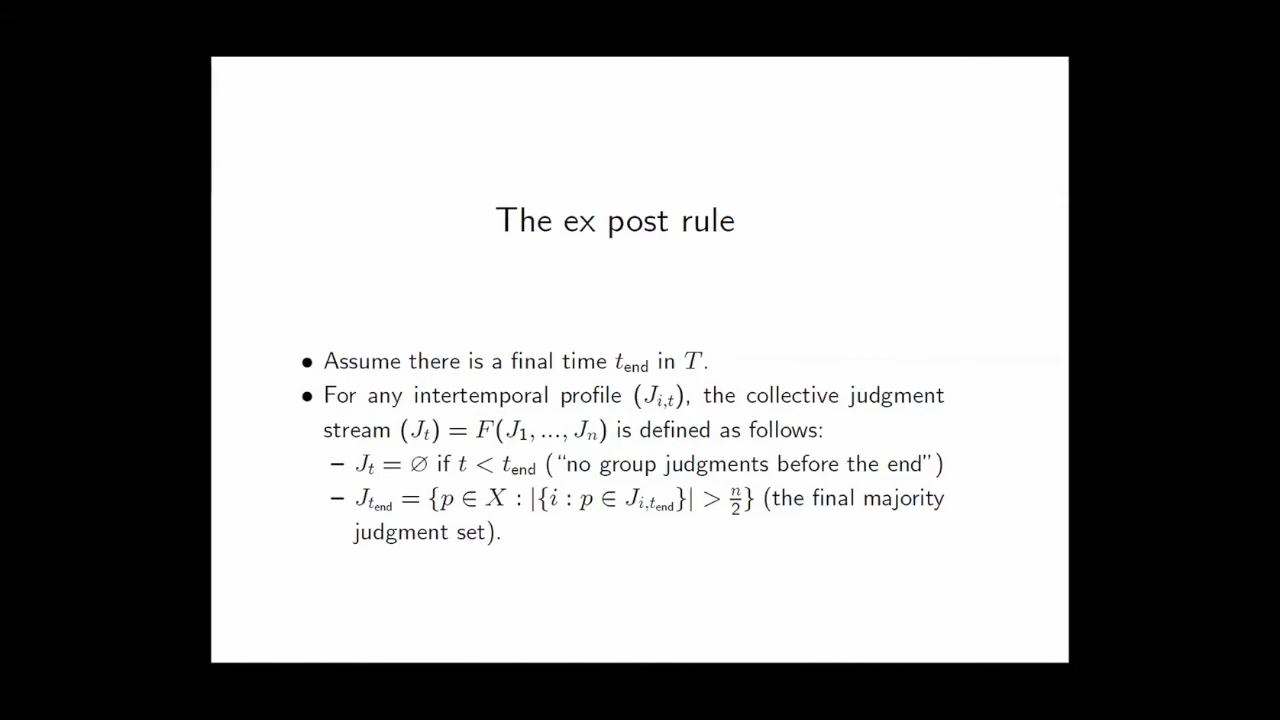 The ex post rule
• Assume there is a final time t_end in T.
• For any intertemporal profile (J_{i,t}), the collective judgment
stream (J_t) = F(J_1, ..., J_n) is defined as follows:
– J_t = ∅ if t < t_end (“no group judgments before the end”)
– J_{t_end} = {p ∈ X : |{i : p ∈ J_{i,t_end}}| > n/2} (the final majority
judgment set).